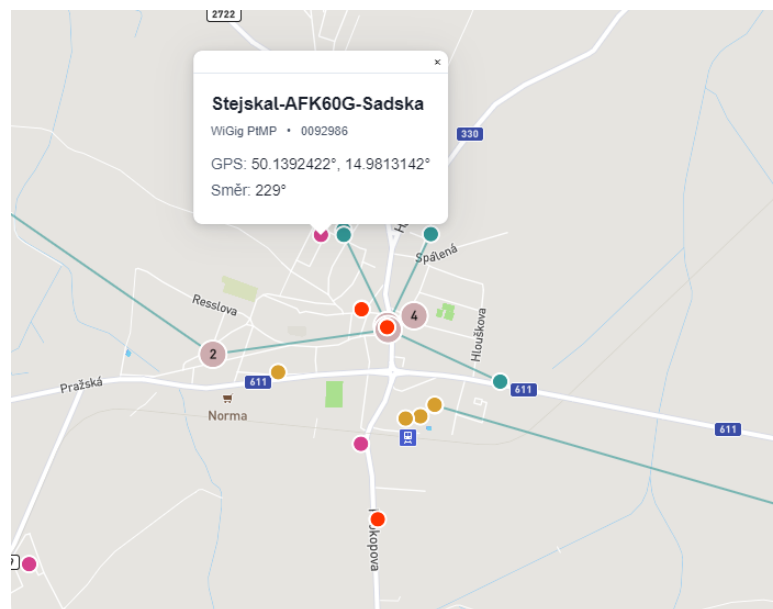 2722
×
Stejskal-AFK60G-Sadska
WiGig PtMP • 0092986
GPS: 50.1392422°, 14.9813142°
Směr: 229°
330
Spálená
Resslova
4
Hlouškova
2
Pražská
611
611
Norma
611